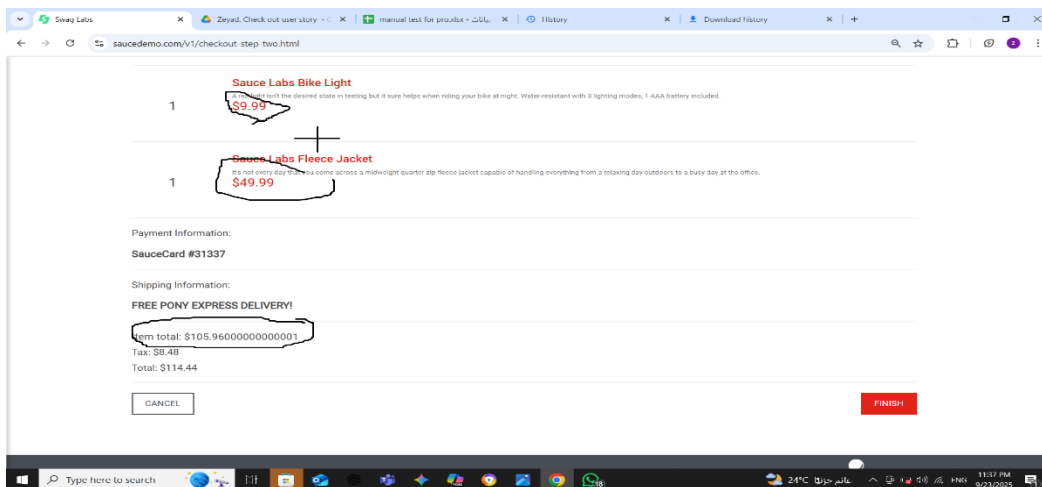 Swag Labs
Zeyad. Check out user story
manual test for pro.xlsx
History
Download history
saucedemo.com/v1/checkout-step-two.html
Sauce Labs Bike Light
A red light isn't the desired state in testing but it sure helps when riding your bike at night. Water-resistant with 3 lighting modes, 1 AAA battery included.
1
$9.99
Sauce Labs Fleece Jacket
It's not every day that you come across a midweight quarter zip fleece jacket capable of handling everything from a relaxing day outdoors to a busy day at the office.
1
$49.99
Payment Information:
SauceCard #31337
Shipping Information:
FREE PONY EXPRESS DELIVERY!
Item total: $105.96000000000001
Tax: $8.48
Total: $114.44
CANCEL
FINISH
Type here to search
18
24°C غائم جزئيًا
ENG
11:37 PM
9/23/2025